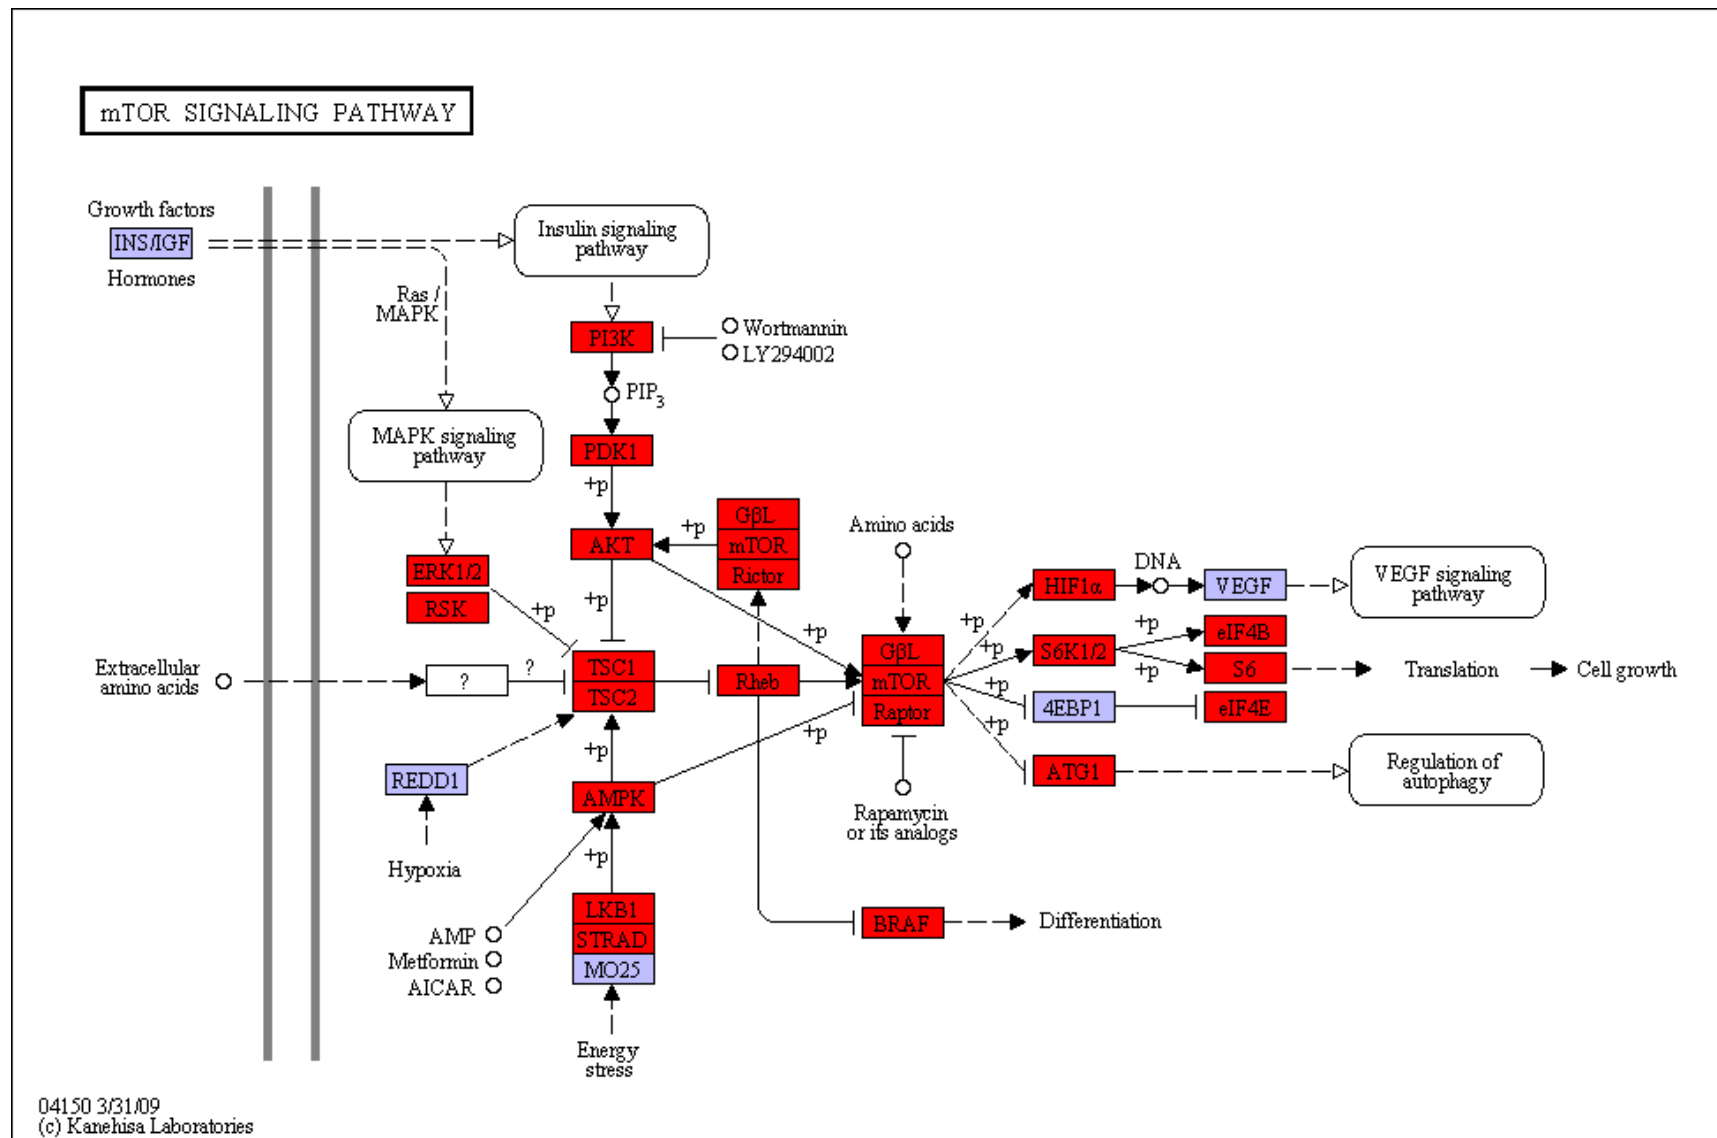 mTOR SIGNALING PATHWAY
Growth factors
INS/IGF
Hormones
Insulin signaling
pathway
Ras /
MAPK
PI3K
Wortmannin
LY294002
PIP3
MAPK signaling
pathway
PDK1
+p
GβL
mTOR
Rictor
+p
AKT
Amino acids
ERK1/2
RSK
+p
+p
+p
DNA
HIF1α
VEGF
VEGF signaling
pathway
+p
+p
+p
eIF4B
S6K1/2
GβL
mTOR
Raptor
+p
S6
Translation
Cell growth
Extracellular
amino acids
?
?
TSC1
TSC2
Rheb
+p
4EBP1
eIF4E
+p
+p
+p
ATG1
Regulation of
autophagy
REDD1
AMPK
Rapamycin
or its analogs
Hypoxia
+p
LKB1
STRAD
MO25
BRAF
Differentiation
AMP
Metformin
AICAR
Energy
stress
04150 3/31/09
(c) Kanehisa Laboratories